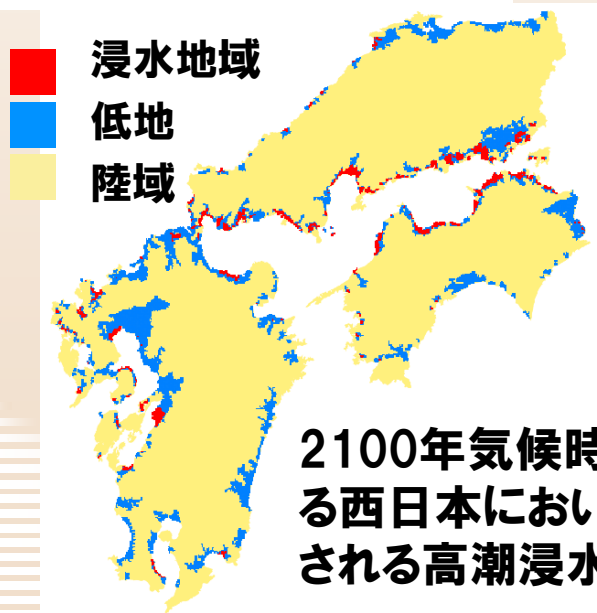 浸水地域
低地
陸域
2100年気候時
る西日本におい
される高潮浸水